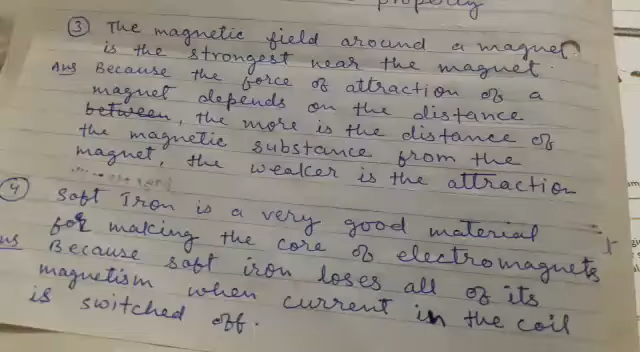 property
③ The magnetic field around a magnet
is the strongest near the magnet.
Ans Because the force of attraction of a
magnet depends on the distance
between, the more is the distance of
the magnetic substance from the
magnet, the weaker is the attraction
④ Soft Iron is a very good material
for making the core of electromagnets
Ans Because soft iron loses all of its
magnetism when current in the coil
is switched off.